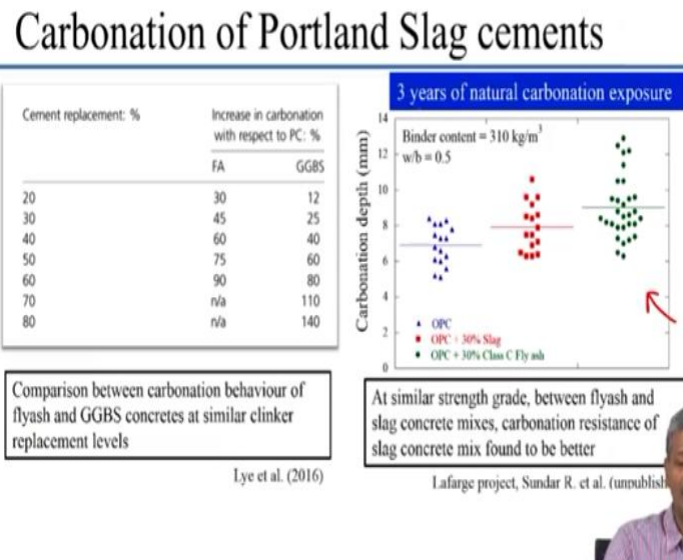 Carbonation of Portland Slag cements
Cement replacement: %
Increase in carbonation
with respect to PC: %
FA GGBS
20 30 12
30 45 25
40 60 40
50 75 60
60 90 80
70 n/a 110
80 n/a 140
Comparison between carbonation behaviour of
flyash and GGBS concretes at similar clinker
replacement levels
Lye et al. (2016)
3 years of natural carbonation exposure
Carbonation depth (mm)
14
12
10
8
6
4
2
0
Binder content = 310 kg/m³
w/b = 0.5
OPC
OPC + 30% Slag
OPC + 30% Class C Fly ash
At similar strength grade, between flyash and
slag concrete mixes, carbonation resistance of
slag concrete mix found to be better
Lafarge project, Sundar R. et al. (unpublish